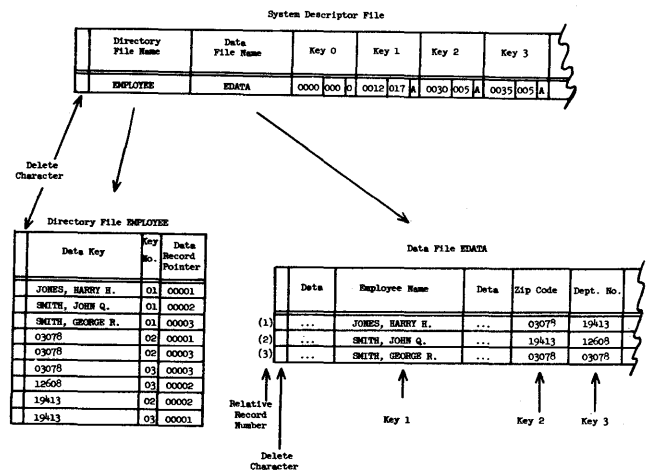 System Descriptor File
Directory File Name Data File Name Key 0 Key 1 Key 2 Key 3
EMPLOYEE EDATA 0000 000 0 0012 017 A 0030 005 A 0035 005 A
Delete Character
Directory File EMPLOYEE
Data Key Key No. Data Record Pointer
JONES, HARRY H. 01 00001
SMITH, JOHN Q. 01 00002
SMITH, GEORGE R. 01 00003
03078 02 00001
03078 02 00003
03078 03 00003
12608 03 00002
19413 02 00002
19413 03 00001
Data File EDATA
Data Employee Name Data Zip Code Dept. No.
(1) ... JONES, HARRY H. ... 03078 19413
(2) ... SMITH, JOHN Q. ... 19413 12608
(3) ... SMITH, GEORGE R. ... 03078 03078
Relative Record Number
Delete Character
Key 1 Key 2 Key 3